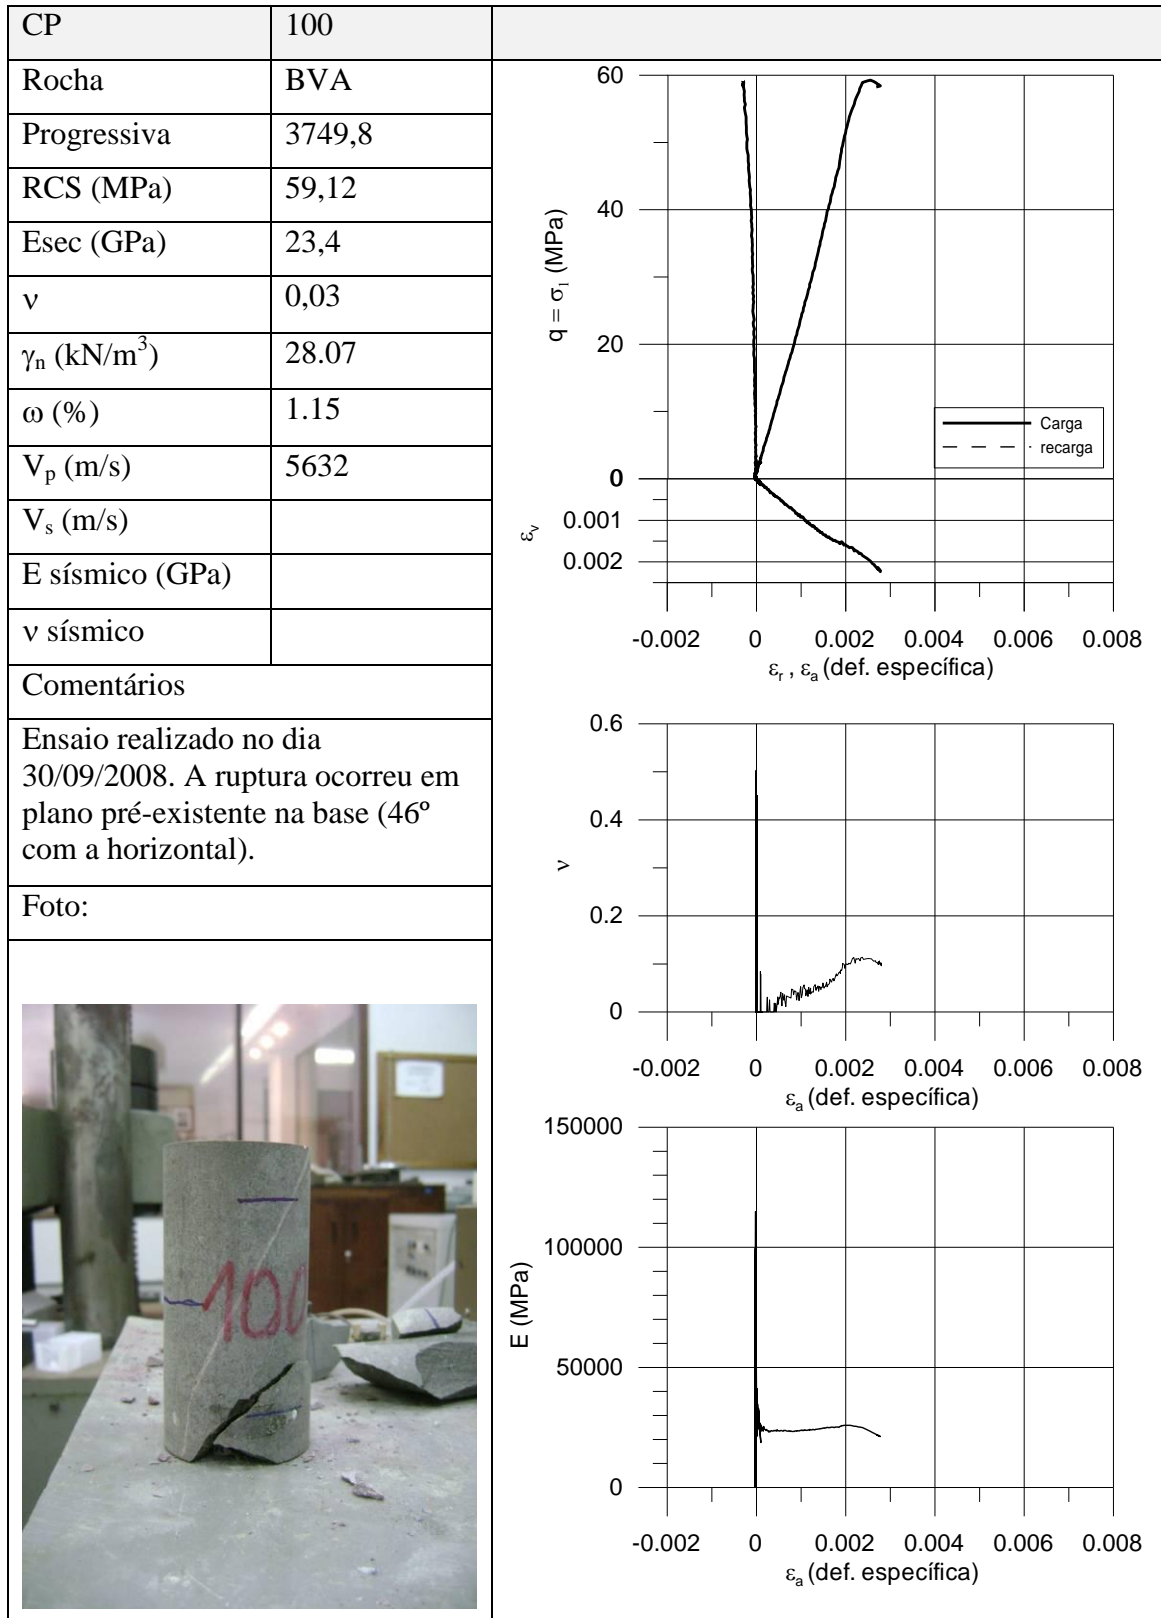 CP 100
Rocha BVA
Progressiva 3749,8
RCS (MPa) 59,12
Esec (GPa) 23,4
ν 0,03
γn (kN/m³) 28.07
ω (%) 1.15
Vp (m/s) 5632
Vs (m/s)
E sísmico (GPa)
ν sísmico
Comentários
Ensaio realizado no dia
30/09/2008. A ruptura ocorreu em
plano pré-existente na base (46º
com a horizontal).
Foto:
100
60
40
20
0
q = σ1 (MPa)
Carga
recarga
0.001
0.002
εv
-0.002 0 0.002 0.004 0.006 0.008
εr , εa (def. específica)
0.6
0.4
0.2
0
ν
-0.002 0 0.002 0.004 0.006 0.008
εa (def. específica)
150000
100000
50000
0
E (MPa)
-0.002 0 0.002 0.004 0.006 0.008
εa (def. específica)